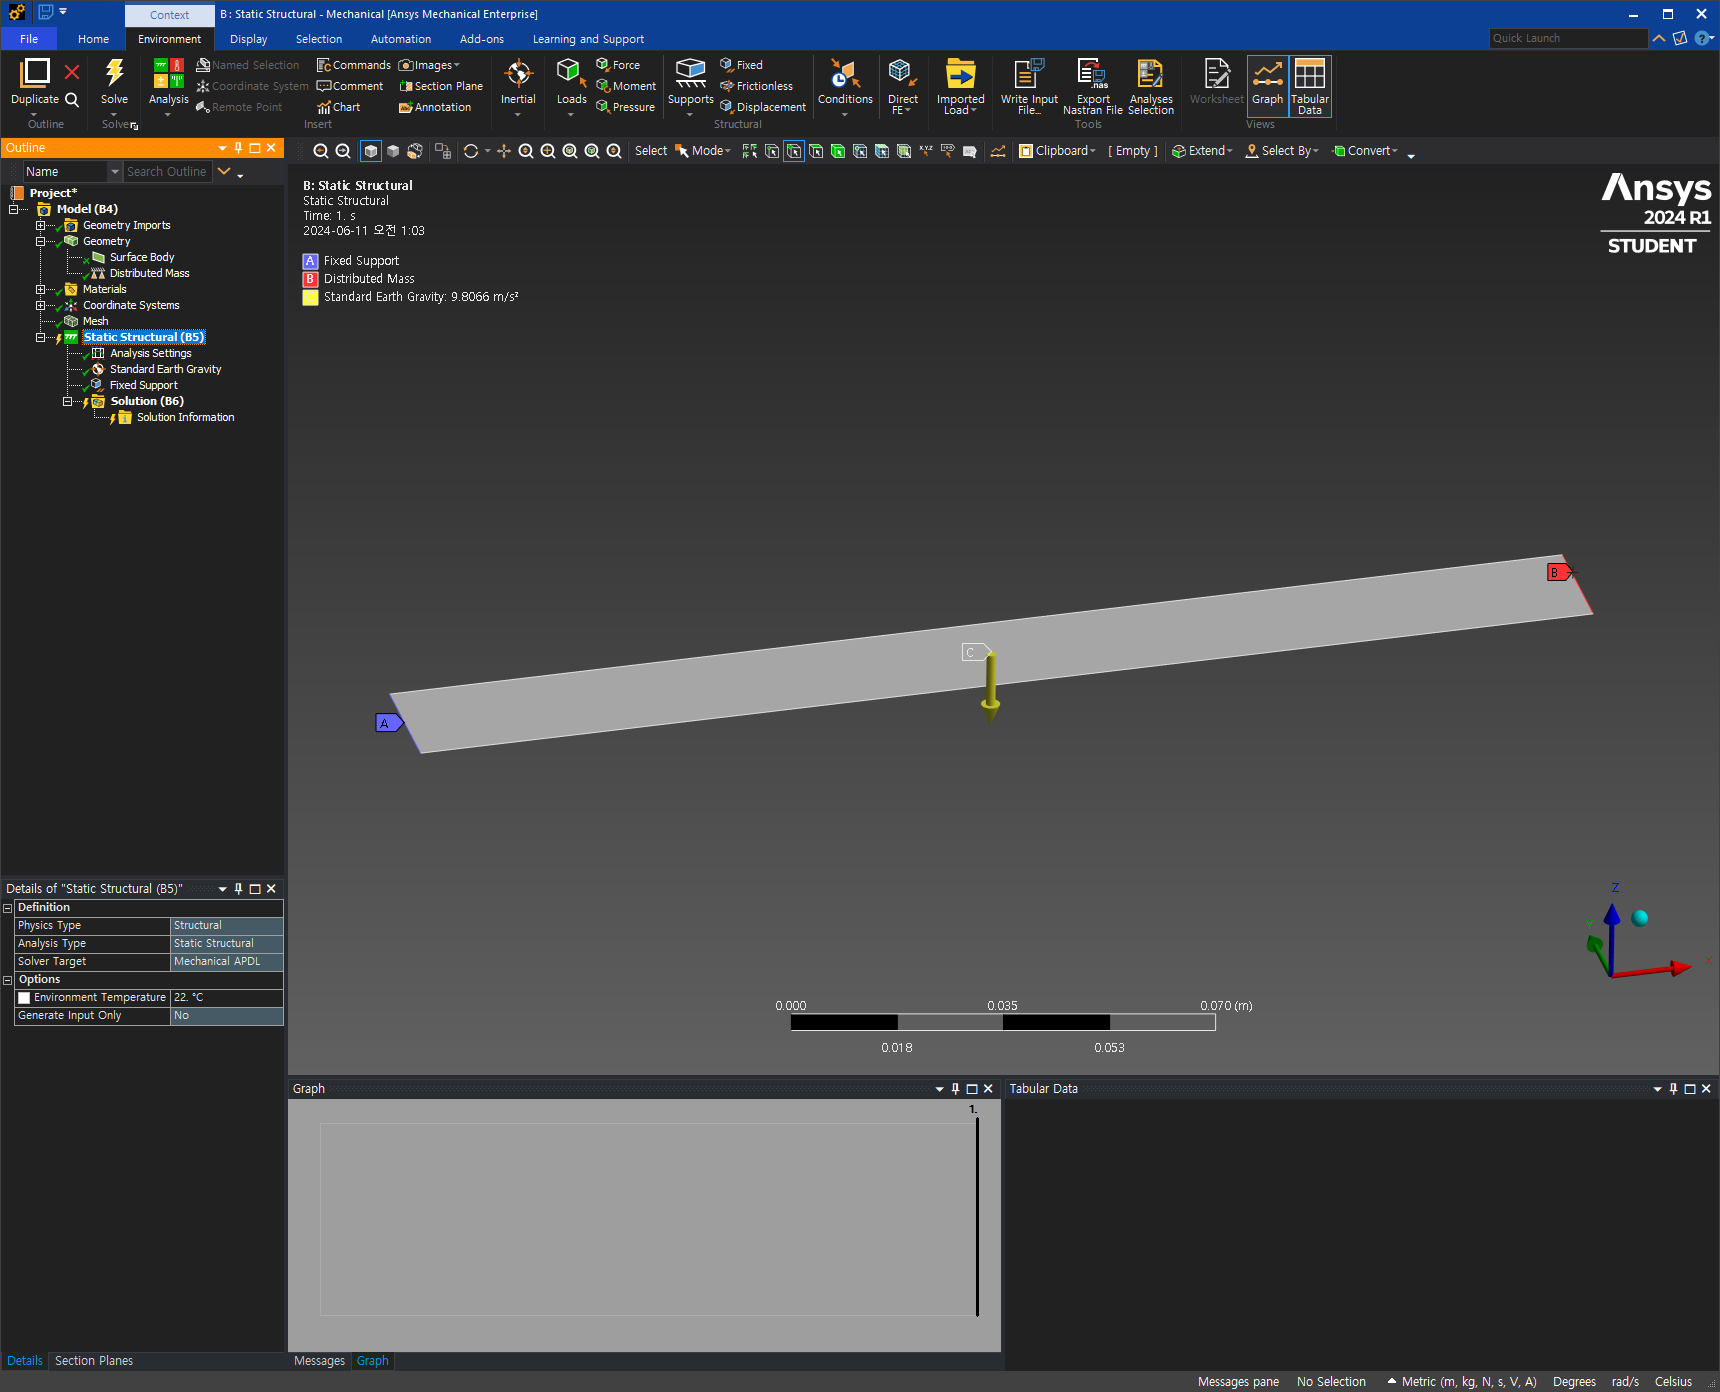 Context
B: Static Structural - Mechanical [Ansys Mechanical Enterprise]
File
Home
Environment
Display
Selection
Automation
Add-ons
Learning and Support
Quick Launch
Duplicate
Outline
Solve
Solver
Analysis
Named Selection
Coordinate System
Remote Point
Commands
Comment
Chart
Images
Section Plane
Annotation
Insert
Inertial
Loads
Force
Moment
Pressure
Supports
Fixed
Frictionless
Displacement
Structural
Conditions
Direct
FE
Imported
Load
Write Input
File...
Export
Nastran File
Analyses
Selection
Tools
Worksheet
Graph
Tabular
Data
Views
Outline
Name
Search Outline
Select
Mode
Clipboard
[ Empty ]
Extend
Select By
Convert
Project*
Model (B4)
Geometry Imports
Geometry
Surface Body
Distributed Mass
Materials
Coordinate Systems
Mesh
Static Structural (B5)
Analysis Settings
Standard Earth Gravity
Fixed Support
Solution (B6)
Solution Information
B: Static Structural
Static Structural
Time: 1. s
2024-06-11 오전 1:03
A Fixed Support
B Distributed Mass
Standard Earth Gravity: 9.8066 m/s²
Ansys
2024 R1
STUDENT
A
B
C
Z
0.000
0.035
0.070 (m)
0.018
0.053
Details of "Static Structural (B5)"
Definition
Physics Type Structural
Analysis Type Static Structural
Solver Target Mechanical APDL
Options
Environment Temperature 22. °C
Generate Input Only No
Graph
1.
Tabular Data
Details
Section Planes
Messages
Graph
Messages pane
No Selection
Metric (m, kg, N, s, V, A)
Degrees
rad/s
Celsius